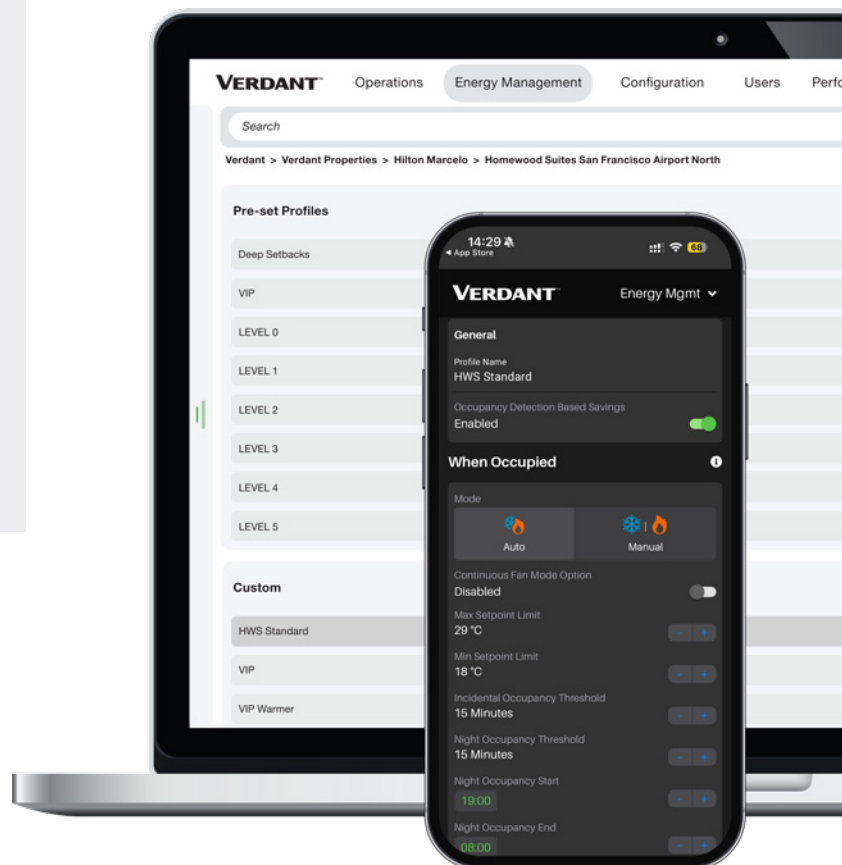 VERDANT™ Operations Energy Management Configuration Users
Search
Verdant > Verdant Properties > Hilton Marcelo > Homewood Suites San Francisco Airport North
Pre-set Profiles
Deep Setbacks
VIP
LEVEL 0
LEVEL 1
LEVEL 2
LEVEL 3
LEVEL 4
LEVEL 5
Custom
HWS Standard
VIP
VIP Warmer
14:29
68
◀ App Store
VERDANT™ Energy Mgmt
General
Profile Name
HWS Standard
Occupancy Detection Based Savings
Enabled
When Occupied
Mode
Auto
Manual
Continuous Fan Mode Option
Disabled
Max Setpoint Limit
29 °C
- +
Min Setpoint Limit
18 °C
- +
Incidental Occupancy Threshold
15 Minutes
- +
Night Occupancy Threshold
15 Minutes
- +
Night Occupancy Start
19:00
- +
Night Occupancy End
08:00
- +